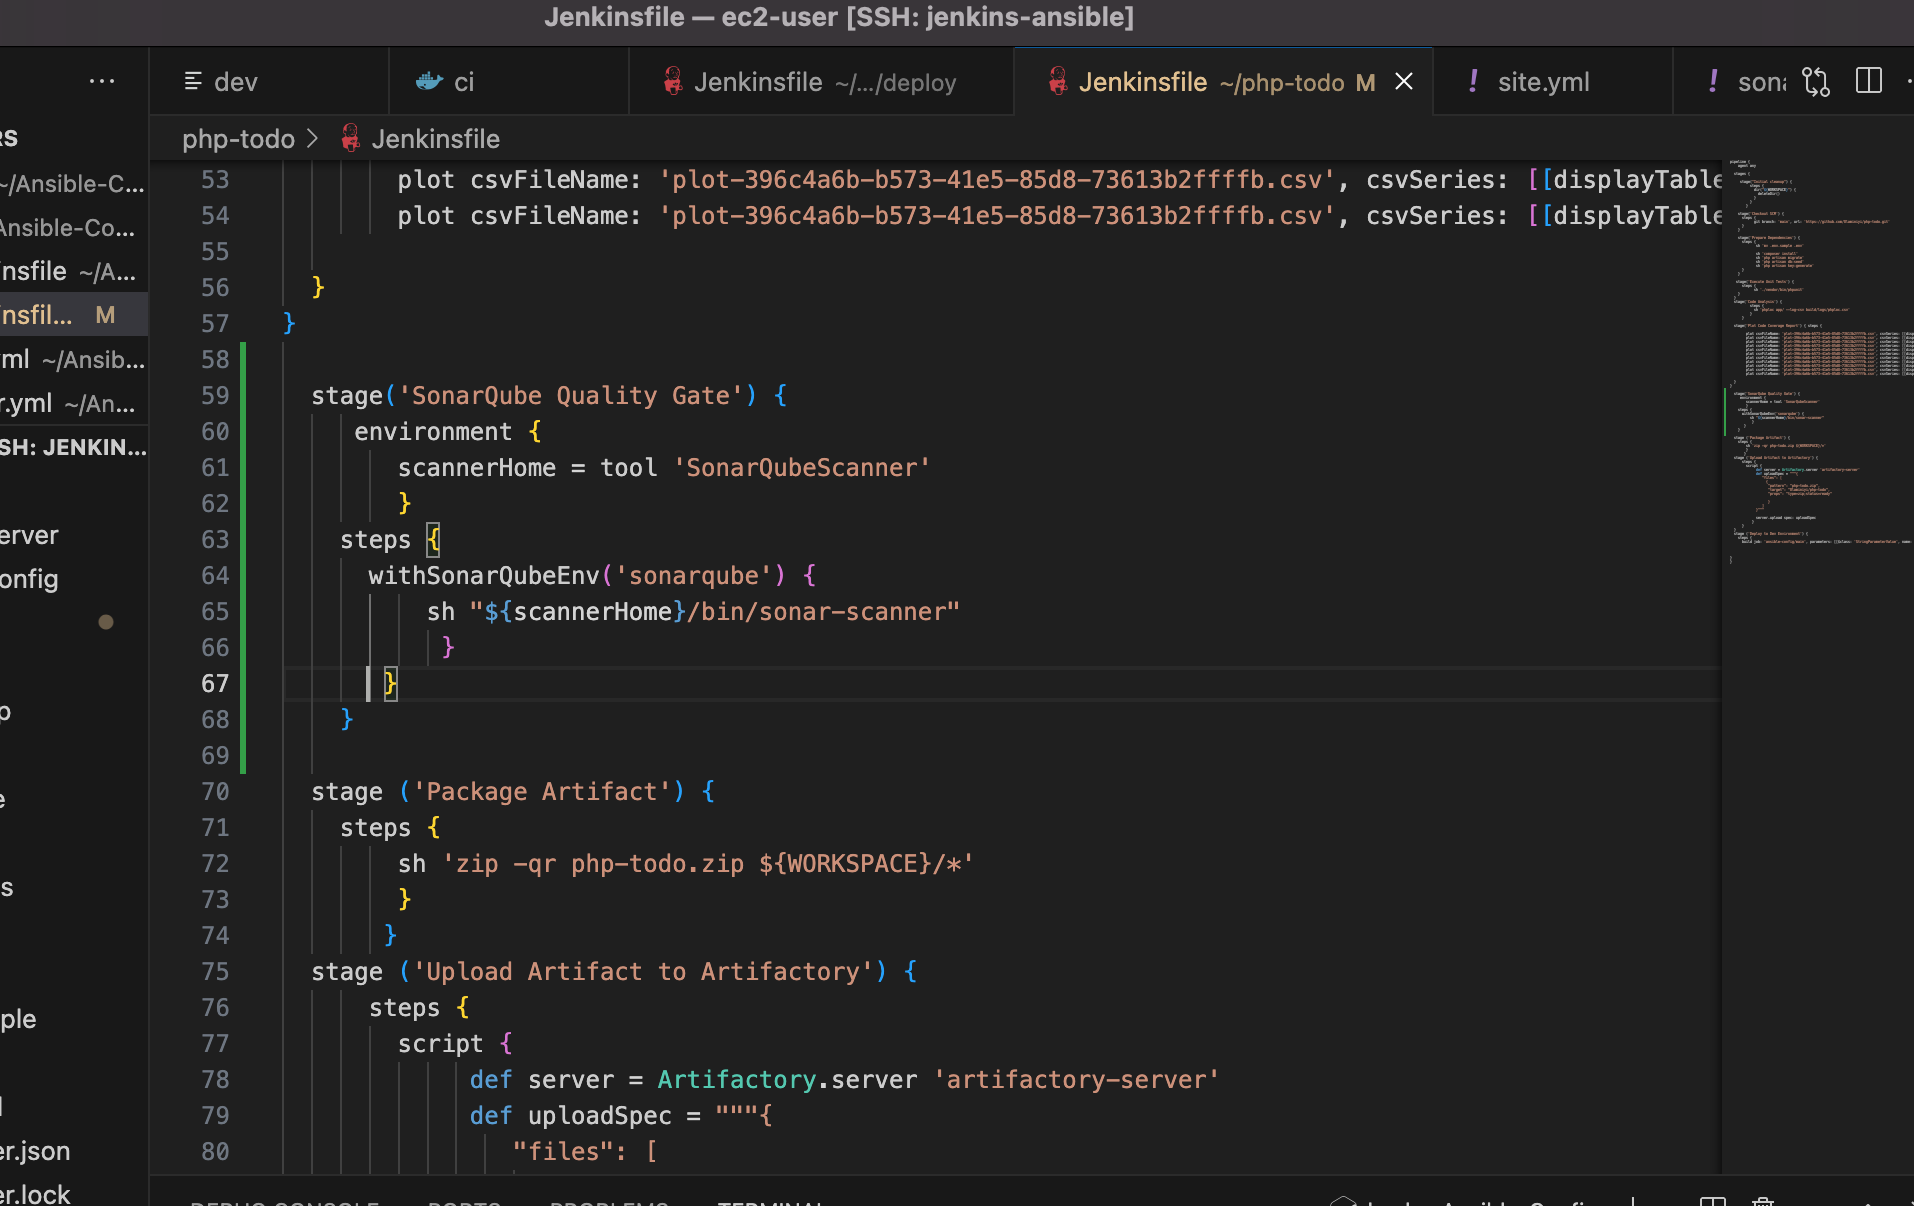 Jenkinsfile — ec2-user [SSH: jenkins-ansible]
··· dev ci Jenkinsfile ~/.../deploy Jenkinsfile ~/php-todo M site.yml
php-todo > Jenkinsfile
RS
~/Ansible-C...
Ansible-Co...
nsfile ~/A...
nsfil... M
ml ~/Ansib...
r.yml ~/An...
SH: JENKIN...
erver
onfig
p
e
s
ple
er.json
er.lock
53 plot csvFileName: 'plot-396c4a6b-b573-41e5-85d8-73613b2ffffb.csv', csvSeries: [[displayTable
54 plot csvFileName: 'plot-396c4a6b-b573-41e5-85d8-73613b2ffffb.csv', csvSeries: [[displayTable
55
56 }
57 }
58
59 stage('SonarQube Quality Gate') {
60 environment {
61 scannerHome = tool 'SonarQubeScanner'
62 }
63 steps {
64 withSonarQubeEnv('sonarqube') {
65 sh "${scannerHome}/bin/sonar-scanner"
66 }
67 }
68 }
69
70 stage ('Package Artifact') {
71 steps {
72 sh 'zip -qr php-todo.zip ${WORKSPACE}/*'
73 }
74 }
75 stage ('Upload Artifact to Artifactory') {
76 steps {
77 script {
78 def server = Artifactory.server 'artifactory-server'
79 def uploadSpec = """{
80 "files": [
DEBUG CONSOLE PORTS PROBLEMS TERMINAL